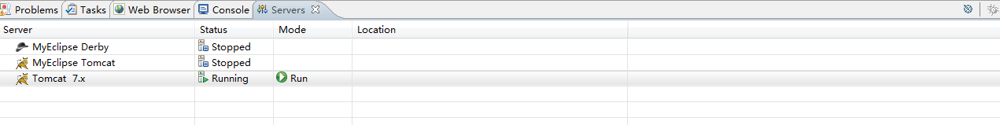 Problems Tasks Web Browser Console Servers
Server Status Mode Location
MyEclipse Derby Stopped
MyEclipse Tomcat Stopped
Tomcat 7.x Running Run